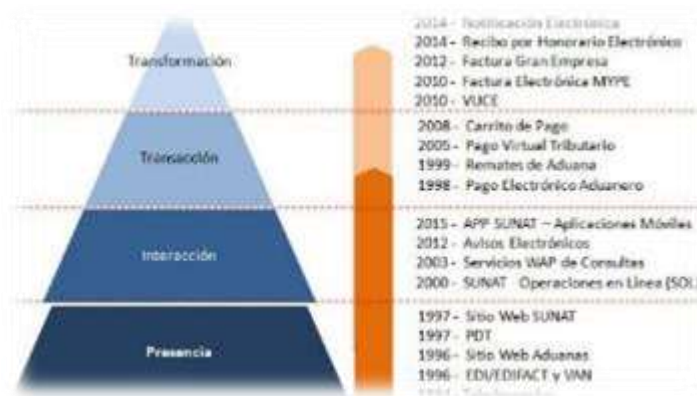 Transformación
Transacción
Interacción
Presencia
2014 - Notificación Electrónica
2014 - Recibo por Honorario Electrónico
2012 - Factura Gran Empresa
2010 - Factura Electrónica MYPE
2010 - VUCE
2008 - Carrito de Pago
2005 - Pago Virtual Tributario
1999 - Remates de Aduana
1998 - Pago Electrónico Aduanero
2015 - APP SUNAT – Aplicaciones Móviles
2012 - Avisos Electrónicos
2003 - Servicios WAP de Consultas
2000 - SUNAT Operaciones en Línea (SOL)
1997 - Sitio Web SUNAT
1997 - PDT
1996 - Sitio Web Aduanas
1996 - EDI/EDIFACT y VAN